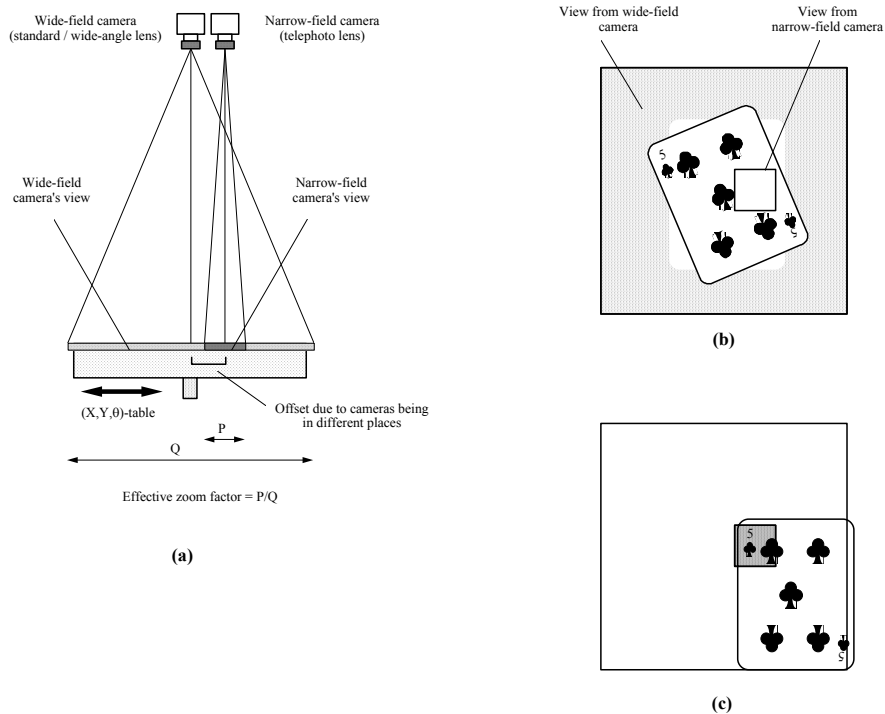 Wide-field camera
(standard / wide-angle lens)
Narrow-field camera
(telephoto lens)
Wide-field
camera's view
Narrow-field
camera's view
(X,Y,θ)-table
Offset due to cameras being
in different places
P
Q
Effective zoom factor = P/Q
(a)
View from wide-field
camera
View from
narrow-field camera
5
5
(b)
5
5
(c)